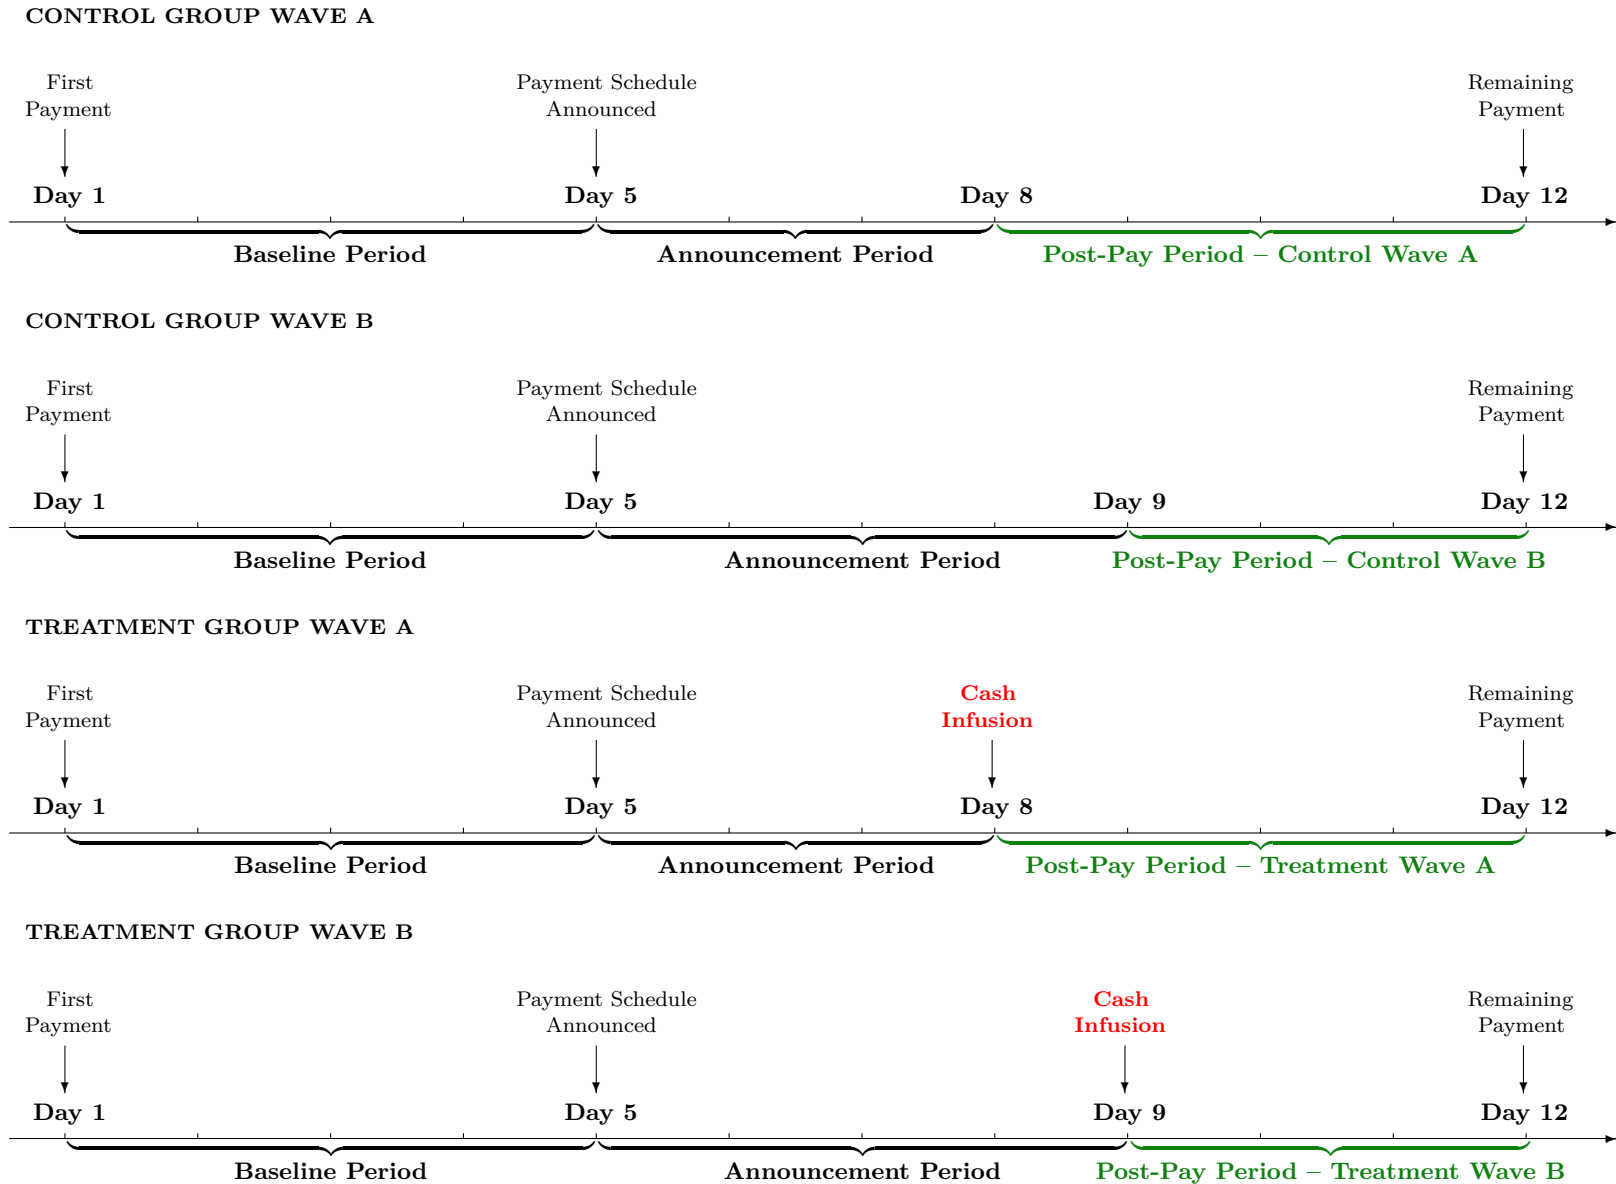 CONTROL GROUP WAVE A
First Payment Schedule Remaining
Payment Announced Payment
Day 1 Day 5 Day 8 Day 12
Baseline Period Announcement Period Post-Pay Period – Control Wave A
CONTROL GROUP WAVE B
First Payment Schedule Remaining
Payment Announced Payment
Day 1 Day 5 Day 9 Day 12
Baseline Period Announcement Period Post-Pay Period – Control Wave B
TREATMENT GROUP WAVE A
First Payment Schedule Cash Remaining
Payment Announced Infusion Payment
Day 1 Day 5 Day 8 Day 12
Baseline Period Announcement Period Post-Pay Period – Treatment Wave A
TREATMENT GROUP WAVE B
First Payment Schedule Cash Remaining
Payment Announced Infusion Payment
Day 1 Day 5 Day 9 Day 12
Baseline Period Announcement Period Post-Pay Period – Treatment Wave B